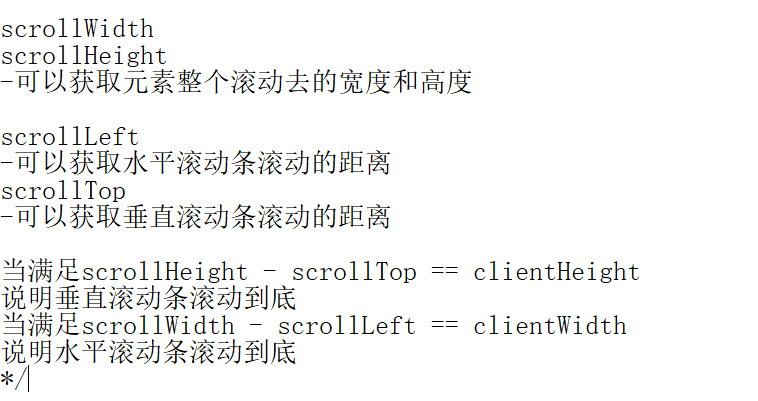 scrollWidth
scrollHeight
-可以获取元素整个滚动去的宽度和高度
scrollLeft
-可以获取水平滚动条滚动的距离
scrollTop
-可以获取垂直滚动条滚动的距离
当满足scrollHeight - scrollTop == clientHeight
说明垂直滚动条滚动到底
当满足scrollWidth - scrollLeft == clientWidth
说明水平滚动条滚动到底
*/